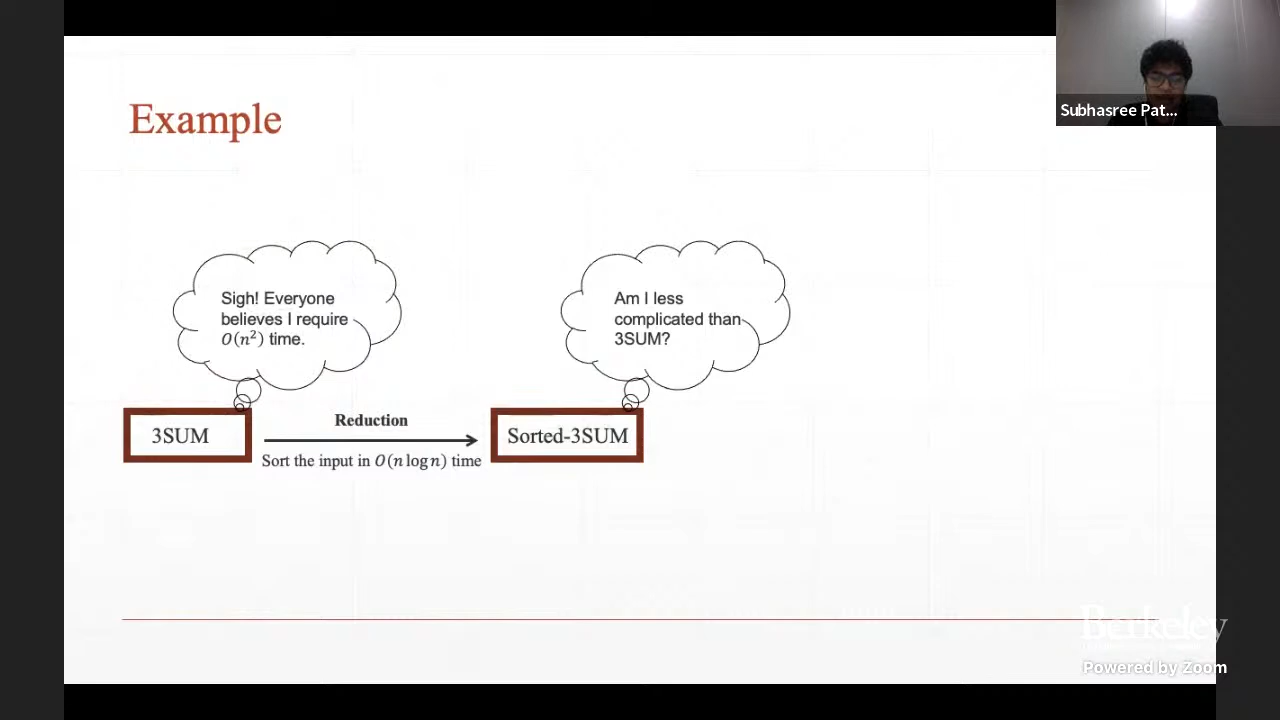 Example
Subhasree Pat...
Sigh! Everyone
believes I require
O(n²) time.
Am I less
complicated than
3SUM?
3SUM
Reduction
Sort the input in O(n log n) time
Sorted-3SUM
Berkeley
Powered by Zoom